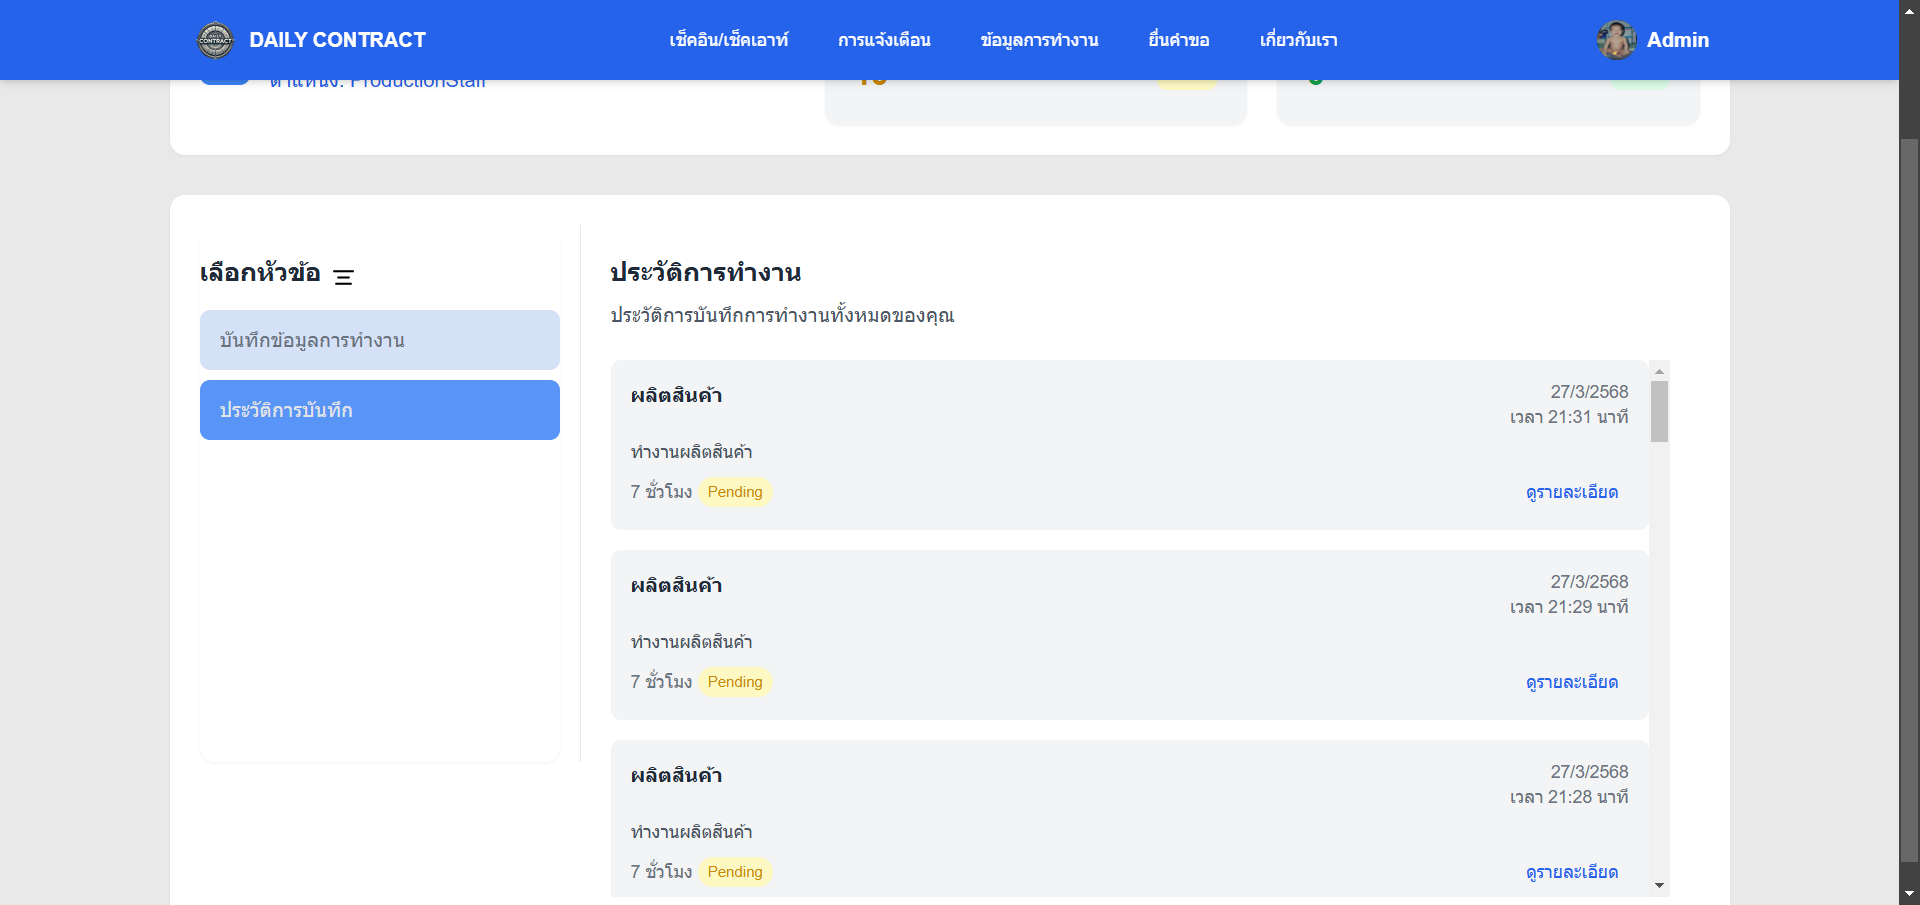 DAILY CONTRACT
เช็คอิน/เช็คเอาท์
การแจ้งเตือน
ข้อมูลการทำงาน
ยื่นคำขอ
เกี่ยวกับเรา
Admin
ตำแหน่ง: ProductionStaff
เลือกหัวข้อ
บันทึกข้อมูลการทำงาน
ประวัติการบันทึก
ประวัติการทำงาน
ประวัติการบันทึกการทำงานทั้งหมดของคุณ
ผลิตสินค้า
27/3/2568
เวลา 21:31 นาที
ทำงานผลิตสินค้า
7 ชั่วโมง Pending
ดูรายละเอียด
ผลิตสินค้า
27/3/2568
เวลา 21:29 นาที
ทำงานผลิตสินค้า
7 ชั่วโมง Pending
ดูรายละเอียด
ผลิตสินค้า
27/3/2568
เวลา 21:28 นาที
ทำงานผลิตสินค้า
7 ชั่วโมง Pending
ดูรายละเอียด